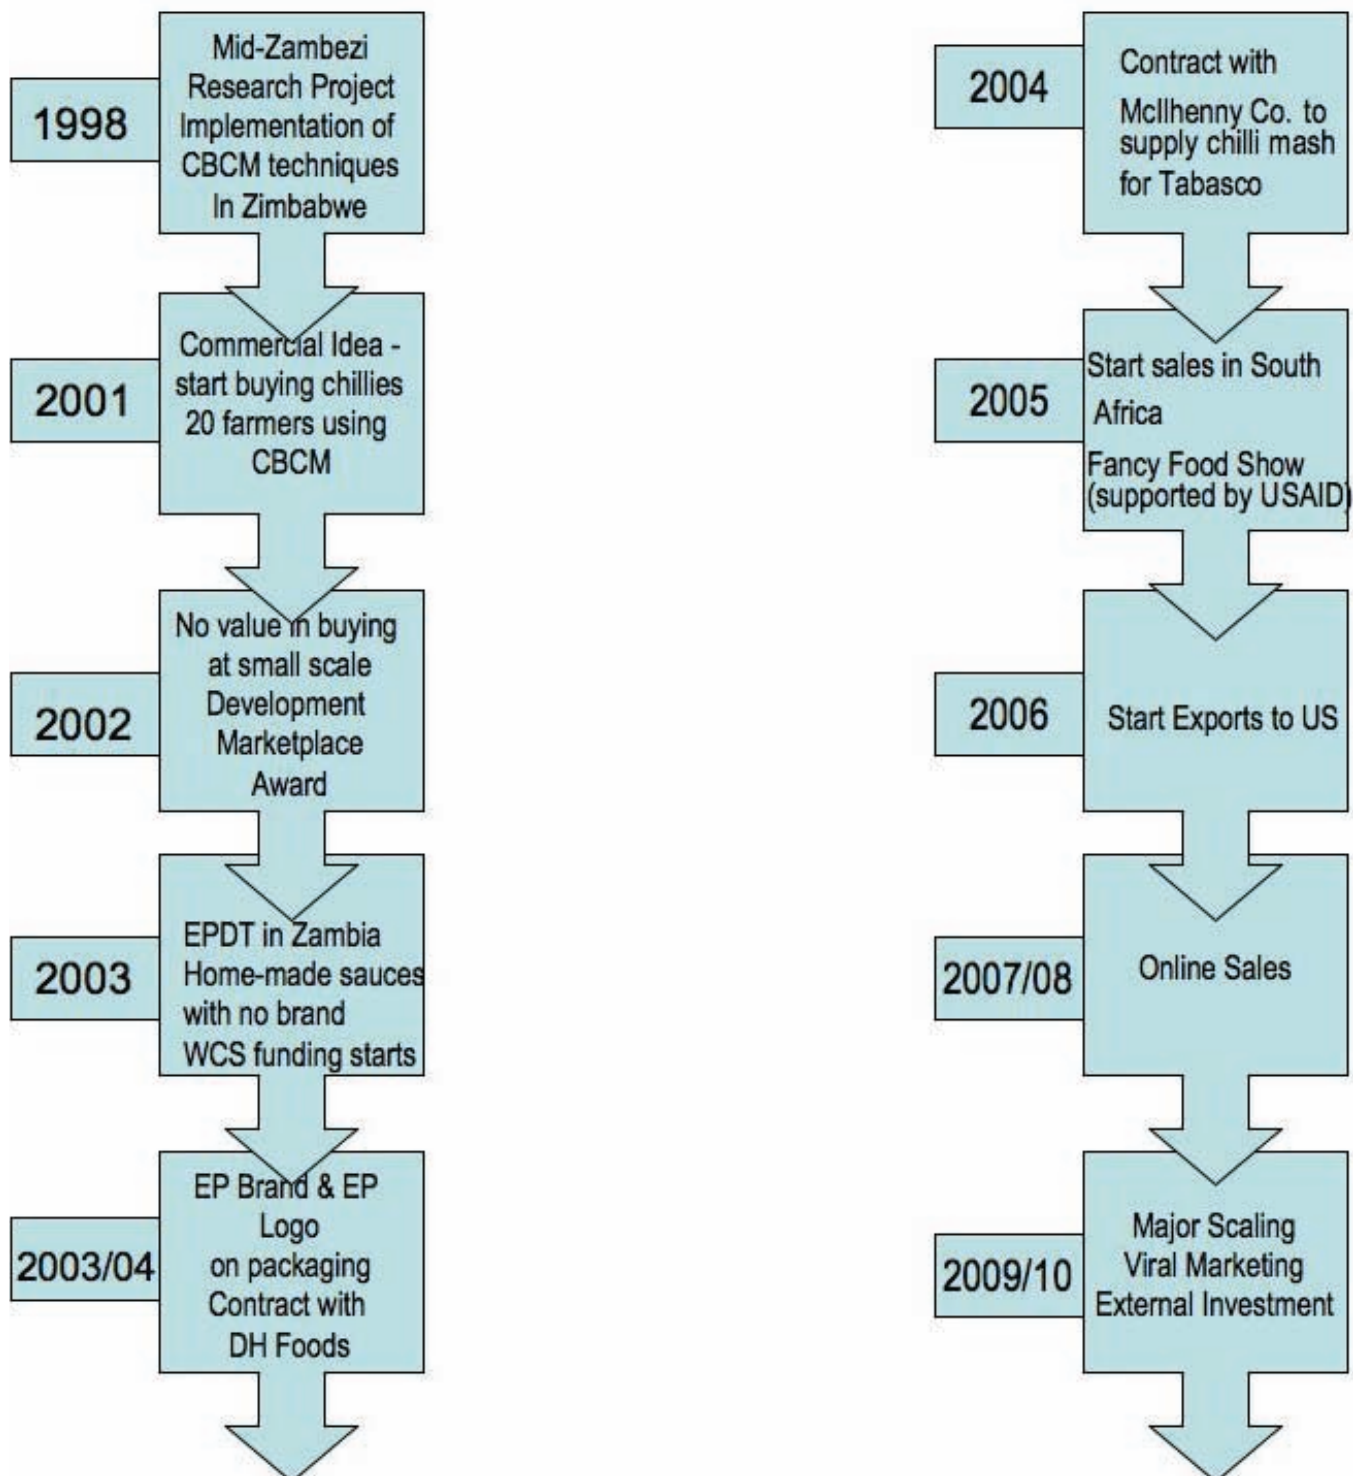 1998
Mid-Zambezi
Research Project
Implementation of
CBCM techniques
In Zimbabwe
2001
Commercial Idea -
start buying chillies
20 farmers using
CBCM
2002
No value in buying
at small scale
Development
Marketplace
Award
2003
EPDT in Zambia
Home-made sauces
with no brand
WCS funding starts
2003/04
EP Brand & EP
Logo
on packaging
Contract with
DH Foods
2004
Contract with
McIlhenny Co. to
supply chilli mash
for Tabasco
2005
Start sales in South
Africa
Fancy Food Show
(supported by USAID)
2006
Start Exports to US
2007/08
Online Sales
2009/10
Major Scaling
Viral Marketing
External Investment